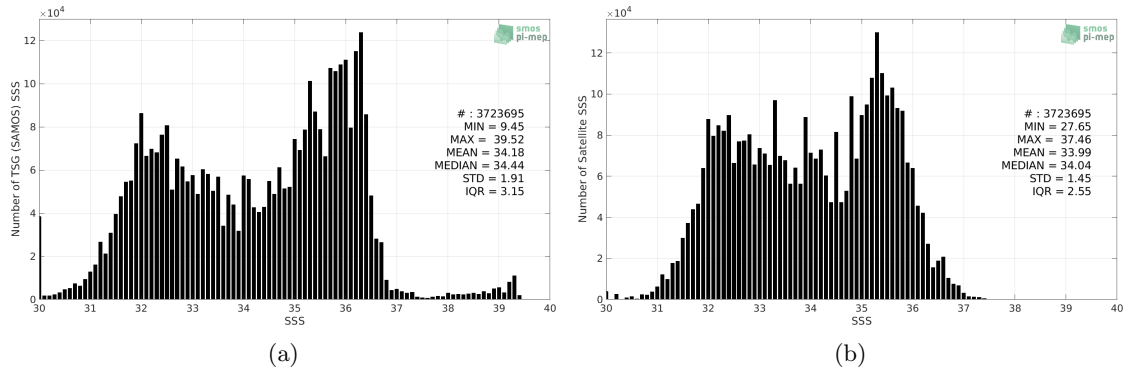 ×10⁴
smos
pi-mep
Number of TSG (SAMOS) SSS
12
10
8
6
4
2
0
# : 3723695
MIN = 9.45
MAX = 39.52
MEAN = 34.18
MEDIAN = 34.44
STD = 1.91
IQR = 3.15
30 31 32 33 34 35 36 37 38 39 40
SSS
(a)
×10⁴
smos
pi-mep
Number of Satellite SSS
12
10
8
6
4
2
0
# : 3723695
MIN = 27.65
MAX = 37.46
MEAN = 33.99
MEDIAN = 34.04
STD = 1.45
IQR = 2.55
30 31 32 33 34 35 36 37 38 39 40
SSS
(b)